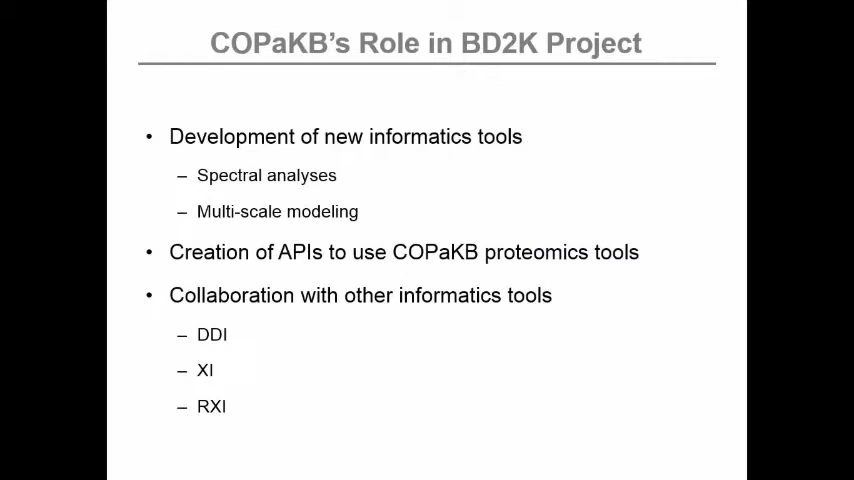 COPaKB's Role in BD2K Project
• Development of new informatics tools
– Spectral analyses
– Multi-scale modeling
• Creation of APIs to use COPaKB proteomics tools
• Collaboration with other informatics tools
– DDI
– XI
– RXI